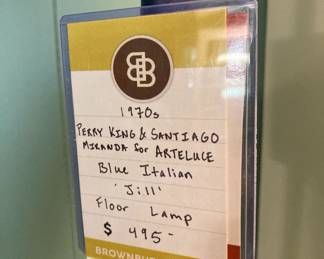 1970s
PERRY KING & SANTIAGO
MIRANDA for ARTELUCE
Blue Italian
'Jill'
Floor Lamp
$ 495-